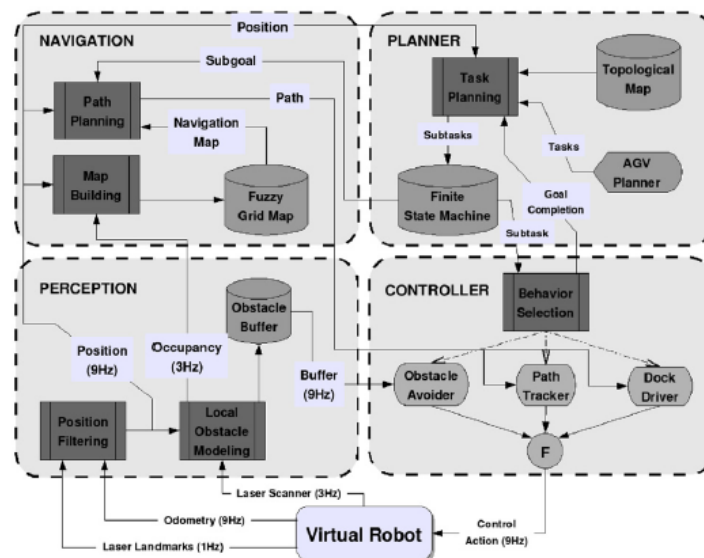 Position
NAVIGATION
PLANNER
Subgoal
Task
Planning
Topological
Map
Path
Planning
Path
Navigation
Map
Subtasks
Tasks
AGV
Planner
Map
Building
Fuzzy
Grid Map
Finite
State Machine
Goal
Completion
Subtask
PERCEPTION
CONTROLLER
Behavior
Selection
Obstacle
Buffer
Position
(9Hz)
Occupancy
(3Hz)
Buffer
(9Hz)
Obstacle
Avoider
Path
Tracker
Dock
Driver
Position
Filtering
Local
Obstacle
Modeling
F
Laser Scanner (3Hz)
Odometry (9Hz)
Laser Landmarks (1Hz)
Virtual Robot
Control
Action (9Hz)